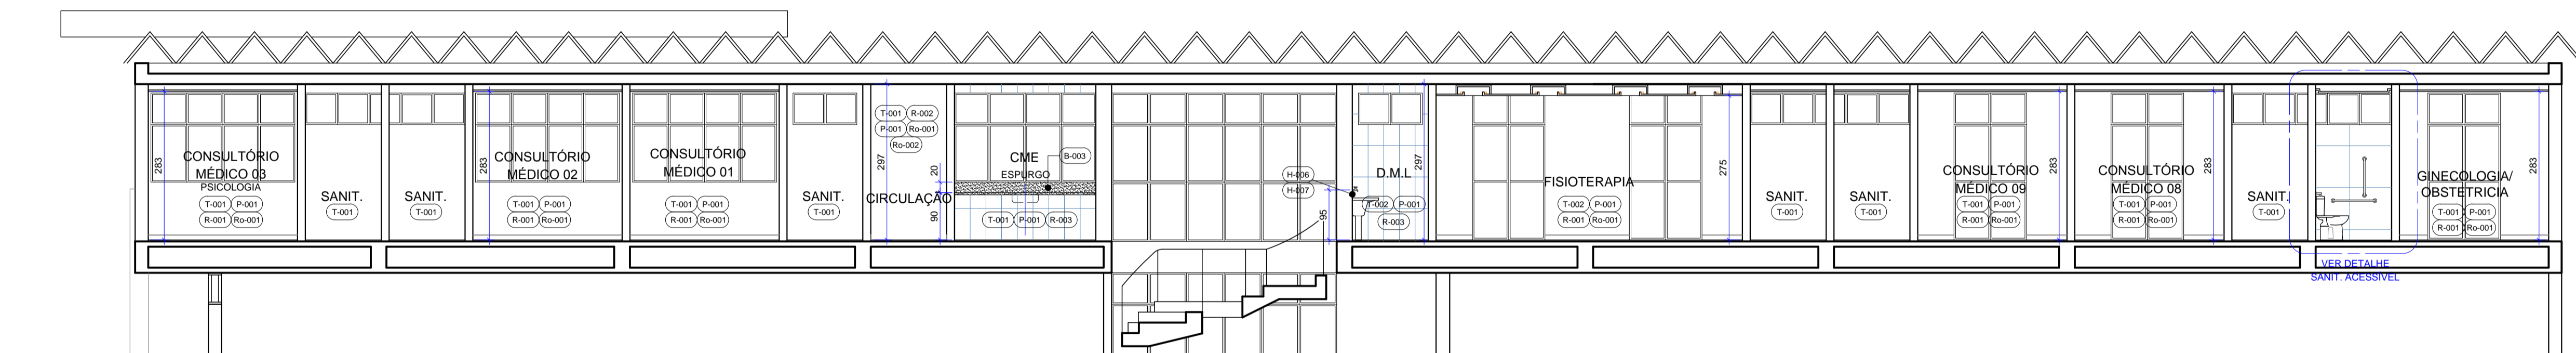 283
CONSULTÓRIO
MÉDICO 03
PSICOLOGIA
T-001 P-001
R-001 Ro-001
SANIT.
T-001
SANIT.
T-001
283
CONSULTÓRIO
MÉDICO 02
T-001 P-001
R-001 Ro-001
CONSULTÓRIO
MÉDICO 01
T-001 P-001
R-001 Ro-001
SANIT.
T-001
T-001 R-002
P-001 Ro-001
Ro-002
297
CIRCULAÇÃO
20
90
CME
ESPURGO
B-003
T-001 P-001 R-003
H-006
H-007
95
D.M.L
297
T-002 P-001
R-003
FISIOTERAPIA
T-002 P-001
R-001 Ro-001
275
SANIT.
T-001
SANIT.
T-001
CONSULTÓRIO
MÉDICO 09
T-001 P-001
R-001 Ro-001
283
CONSULTÓRIO
MÉDICO 08
T-001 P-001
R-001 Ro-001
283
SANIT.
T-001
VER DETALHE
SANIT. ACESSÍVEL
GINECOLOGIA/
OBSTETRICIA
T-001 P-001
R-001 Ro-001
283